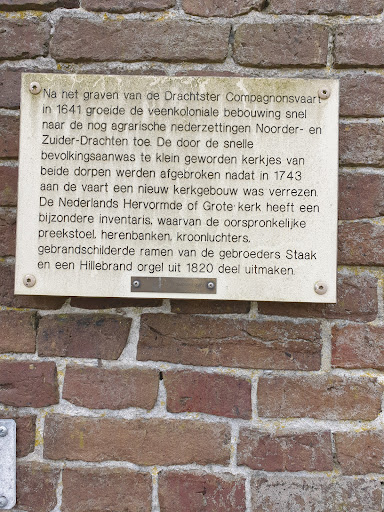 Na het graven van de Drachtster Compagnonsvaart
in 1641 groeide de veenkoloniale bebouwing snel
naar de nog agrarische nederzettingen Noorder- en
Zuider-Drachten toe. De door de snelle
bevolkingsaanwas te klein geworden kerkjes van
beide dorpen werden afgebroken nadat in 1743
aan de vaart een nieuw kerkgebouw was verrezen.
De Nederlands Hervormde of Grote-kerk heeft een
bijzondere inventaris, waarvan de oorspronkelijke
preekstoel, herenbanken, kroonluchters,
gebrandschilderde ramen van de gebroeders Staak
en een Hillebrand orgel uit 1820 deel uitmaken.